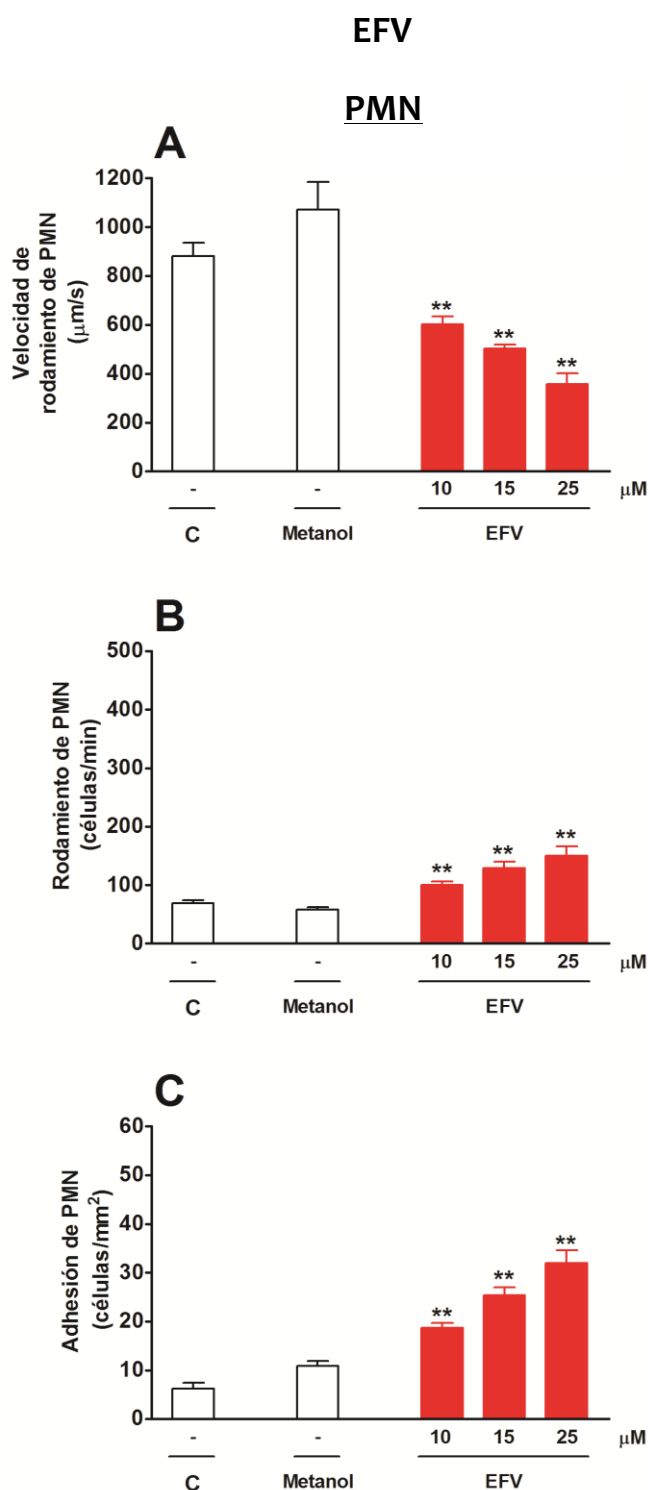 EFV
PMN
A
Velocidad de
rodamiento de PMN
(μm/s)
1200
1000
800
600
400
200
0
** ** **
- - 10 15 25 μM
C Metanol EFV
B
Rodamiento de PMN
(células/min)
500
400
300
200
100
0
** ** **
- - 10 15 25 μM
C Metanol EFV
C
Adhesión de PMN
(células/mm²)
60
50
40
30
20
10
0
** ** **
- - 10 15 25 μM
C Metanol EFV